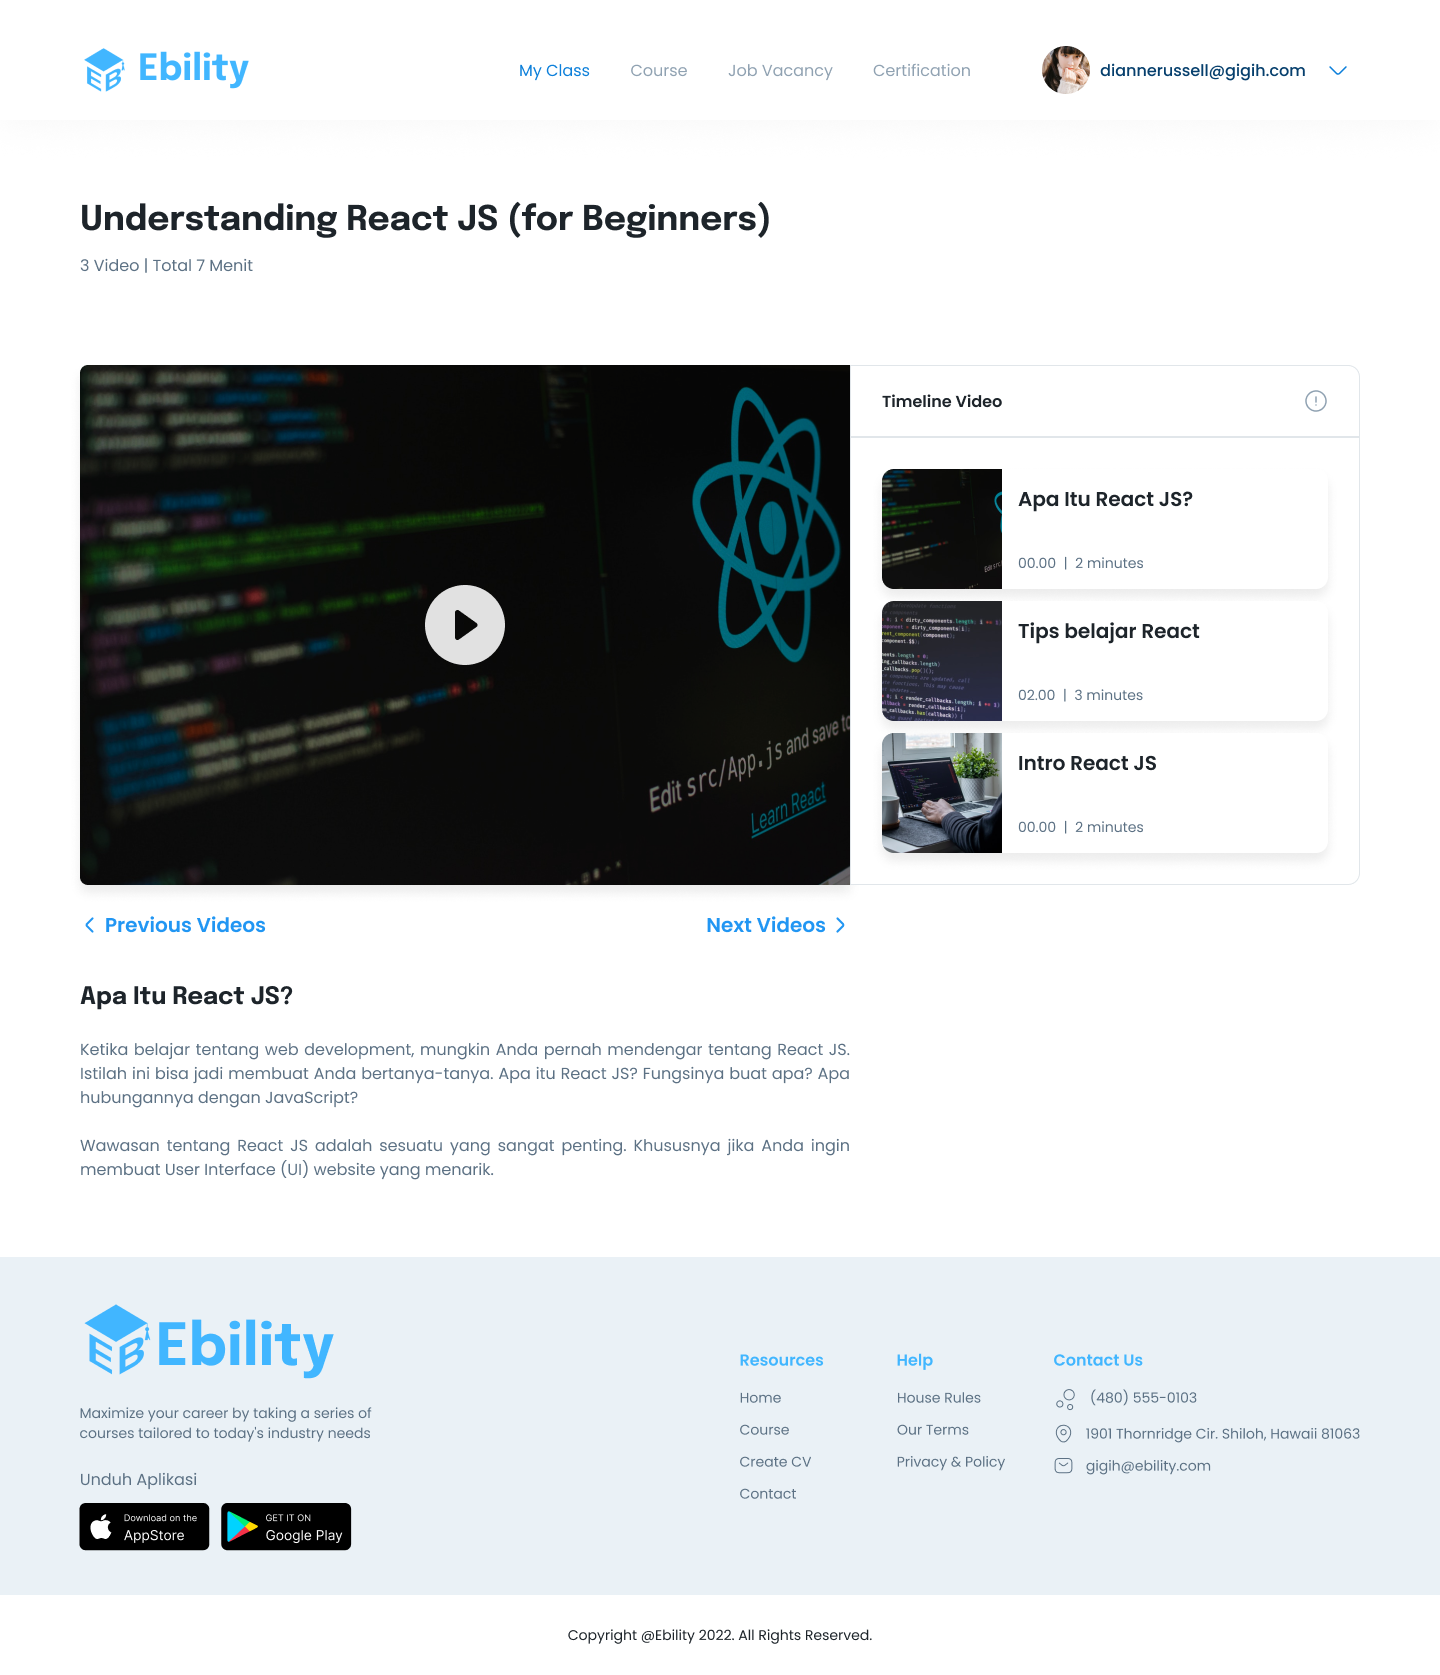 Ebility
My Class
Course
Job Vacancy
Certification
diannerussell@gigih.com
Understanding React JS (for Beginners)
3 Video | Total 7 Menit
Edit src/App.js and save to
Learn React
Timeline Video
Apa Itu React JS?
00.00 | 2 minutes
Tips belajar React
02.00 | 3 minutes
Intro React JS
00.00 | 2 minutes
Previous Videos
Next Videos
Apa Itu React JS?
Ketika belajar tentang web development, mungkin Anda pernah mendengar tentang React JS.
Istilah ini bisa jadi membuat Anda bertanya-tanya. Apa itu React JS? Fungsinya buat apa? Apa
hubungannya dengan JavaScript?
Wawasan tentang React JS adalah sesuatu yang sangat penting. Khususnya jika Anda ingin
membuat User Interface (UI) website yang menarik.
Ebility
Maximize your career by taking a series of
courses tailored to today's industry needs
Unduh Aplikasi
Download on the
AppStore
GET IT ON
Google Play
Resources
Home
Course
Create CV
Contact
Help
House Rules
Our Terms
Privacy & Policy
Contact Us
(480) 555-0103
1901 Thornridge Cir. Shiloh, Hawaii 81063
gigih@ebility.com
Copyright @Ebility 2022. All Rights Reserved.